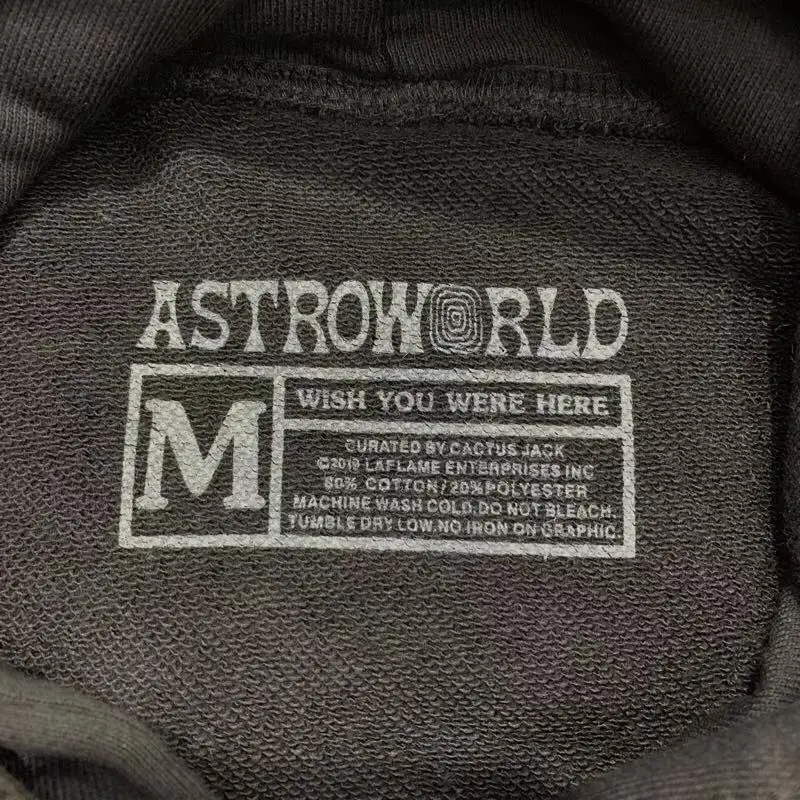 ASTROWORLD
M
WISH YOU WERE HERE
CURATED BY CACTUS JACK
©2019 LAFLAME ENTERPRISES INC
80% COTTON/20% POLYESTER
MACHINE WASH COLD.DO NOT BLEACH.
TUMBLE DRY LOW.NO IRON ON GRAPHIC.